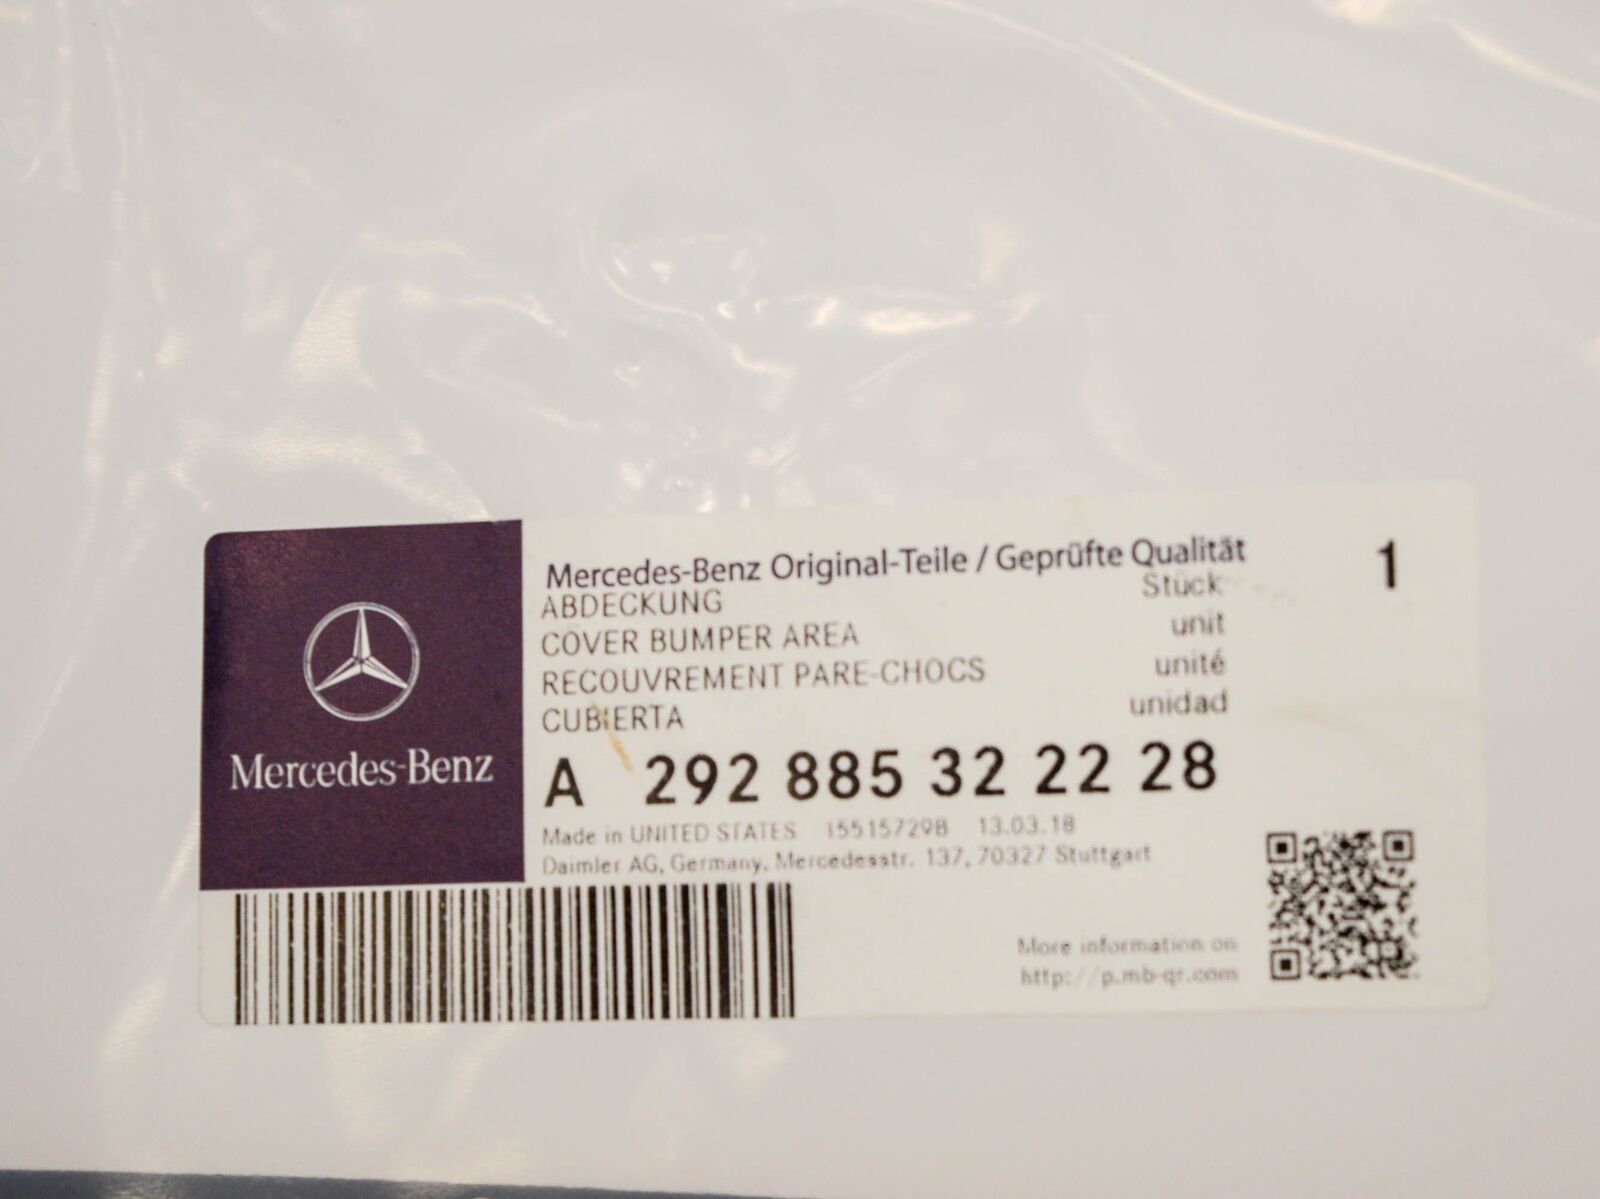 Mercedes-Benz
Mercedes-Benz Original-Teile / Geprüfte Qualität
1
ABDECKUNG
Stück
COVER BUMPER AREA
unit
RECOUVREMENT PARE-CHOCS
unité
CUBIERTA
unidad
A 292 885 32 22 28
Made in UNITED STATES 15515729B 13.03.18
Daimler AG, Germany, Mercedesstr. 137, 70327 Stuttgart
More information on
http://p.mb-qr.com